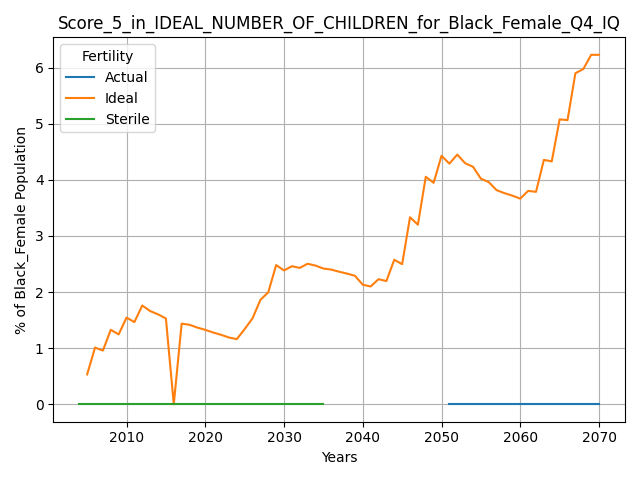 Score_5_in_IDEAL_NUMBER_OF_CHILDREN_for_Black_Female_Q4_IQ
Fertility
Actual
Ideal
Sterile
% of Black_Female Population
6
5
4
3
2
1
0
2010 2020 2030 2040 2050 2060 2070
Years